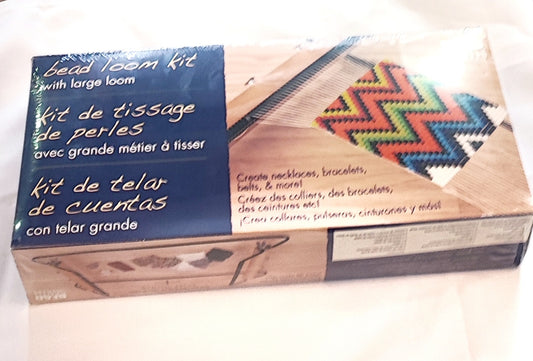 bead loom kit
with large loom
kit de tissage
de perles
avec grande métier à tisser
kit de telar
de cuentas
con telar grande
Create necklaces, bracelets,
belts, & more!
Créez des colliers, des bracelets,
des ceintures etc!
¡Crea collares, pulseras, cinturones y más!